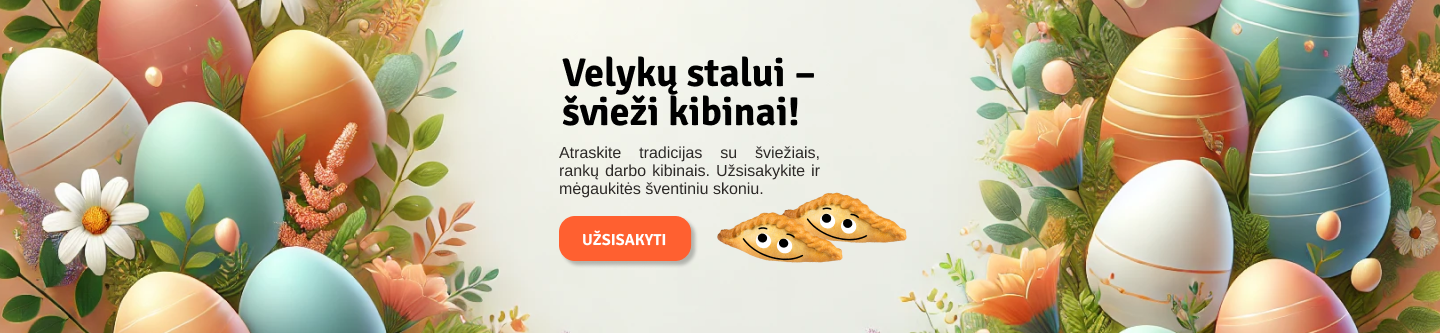 Velykų stalui –
švieži kibinai!
Atraskite tradicijas su šviežiais,
rankų darbo kibinais. Užsisakykite ir
mėgaukitės šventiniu skoniu.
UŽSISAKYTI